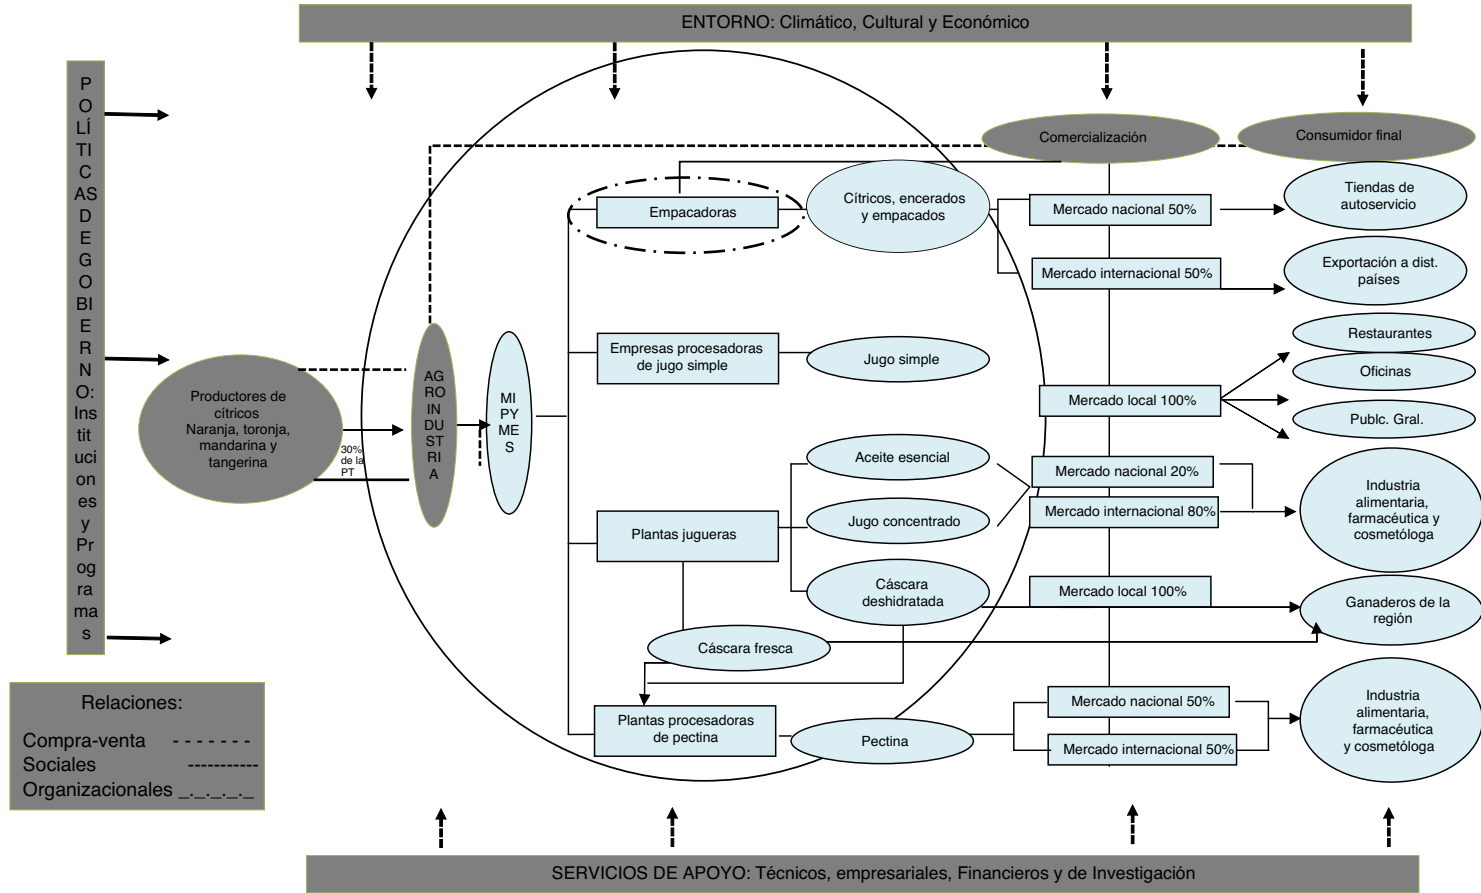 ENTORNO: Climático, Cultural y Económico
P
O
LÍ
TI
C
AS
D
E
G
O
BI
E
R
N
O:
Ins
tit
uci
on
es
y
Pr
og
ra
ma
s
Comercialización
Consumidor final
Empacadoras
Cítricos, encerados
y empacados
Mercado nacional 50%
Tiendas de
autoservicio
Mercado internacional 50%
Exportación a dist.
países
Empresas procesadoras
de jugo simple
Jugo simple
Mercado local 100%
Restaurantes
Oficinas
Publc. Gral.
Productores de
cítricos
Naranja, toronja,
mandarina y
tangerina
30%
de la
PT
AG
RO
IN
DU
STR
RI
A
MI
PY
ME
S
Aceite esencial
Mercado nacional 20%
Plantas jugueras
Jugo concentrado
Mercado internacional 80%
Industria
alimentaria,
farmacéutica y
cosmetóloga
Cáscara
deshidratada
Mercado local 100%
Ganaderos de la
región
Cáscara fresca
Plantas procesadoras
de pectina
Pectina
Mercado nacional 50%
Mercado internacional 50%
Industria
alimentaria,
farmacéutica
y cosmetóloga
Relaciones:
Compra-venta - - - - - - -
Sociales -----------
Organizacionales _._._._._
SERVICIOS DE APOYO: Técnicos, empresariales, Financieros y de Investigación